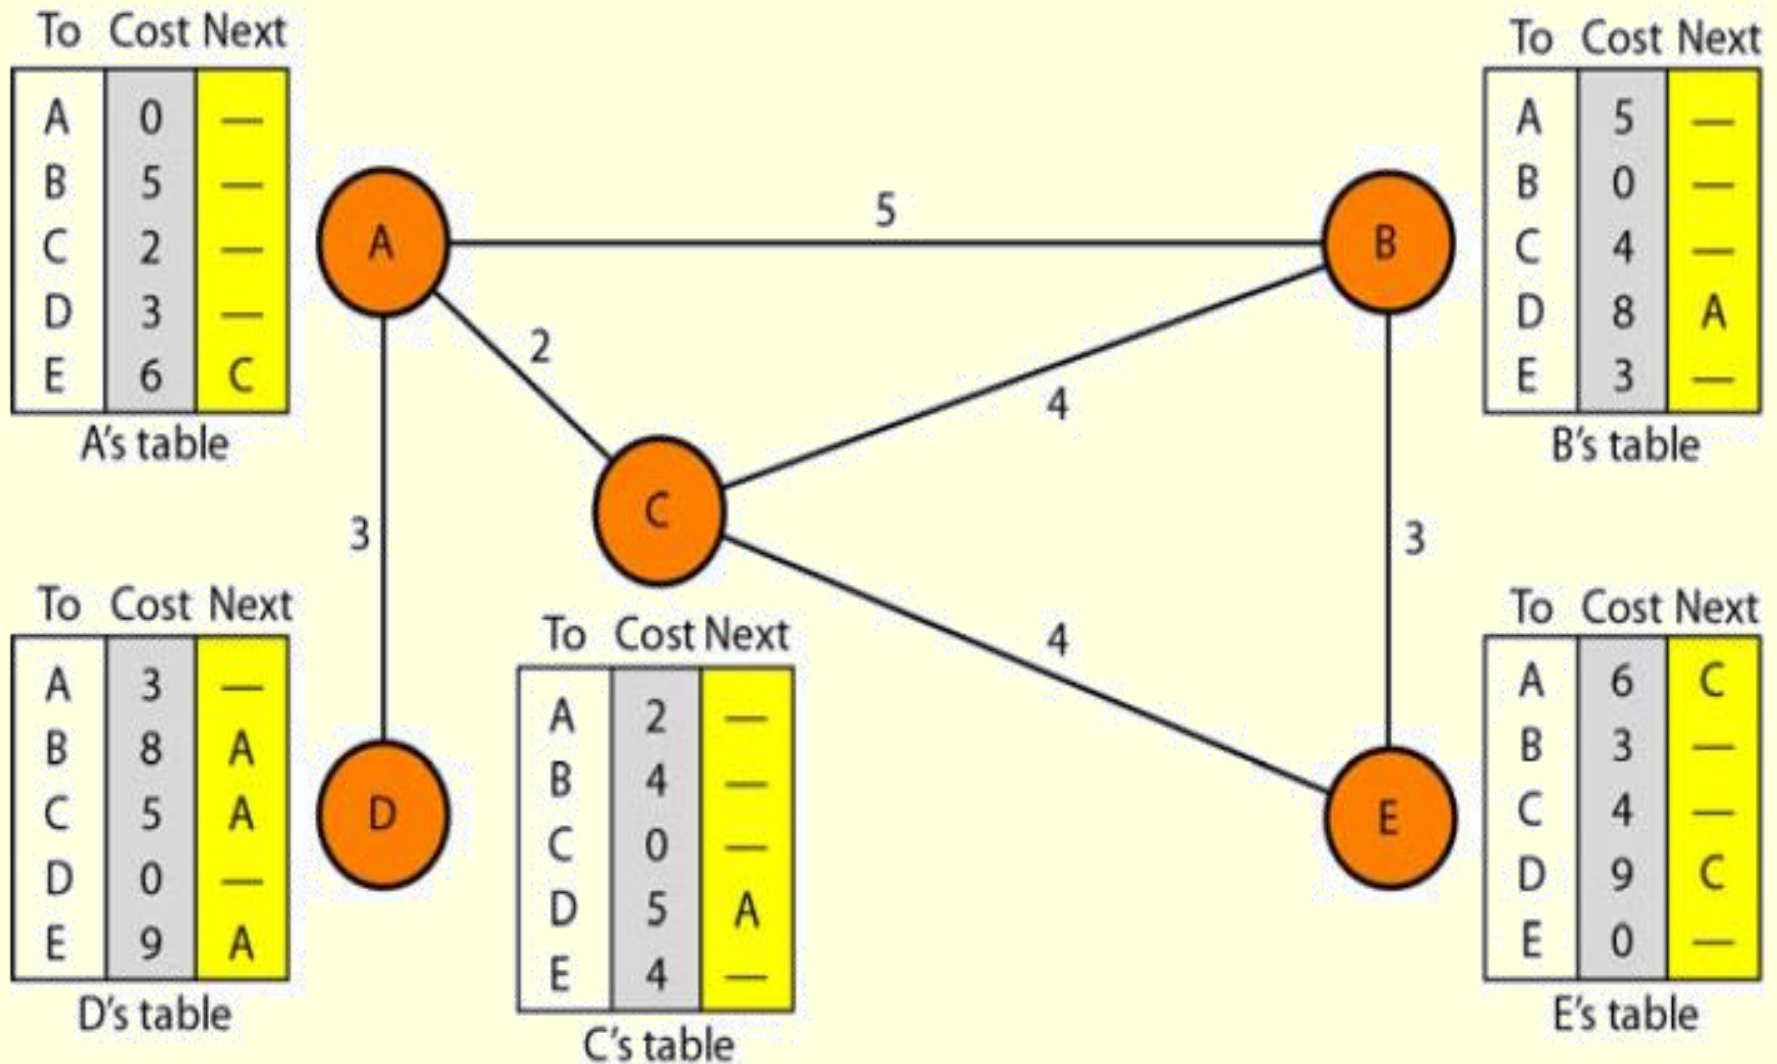 To Cost Next
A 0 —
B 5 —
C 2 —
D 3 —
E 6 C
A's table
To Cost Next
A 5 —
B 0 —
C 4 —
D 8 A
E 3 —
B's table
A
5
B
2
4
C
3
3
4
D
E
To Cost Next
A 3 —
B 8 A
C 5 A
D 0 —
E 9 A
D's table
To Cost Next
A 2 —
B 4 —
C 0 —
D 5 A
E 4 —
C's table
To Cost Next
A 6 C
B 3 —
C 4 —
D 9 C
E 0 —
E's table